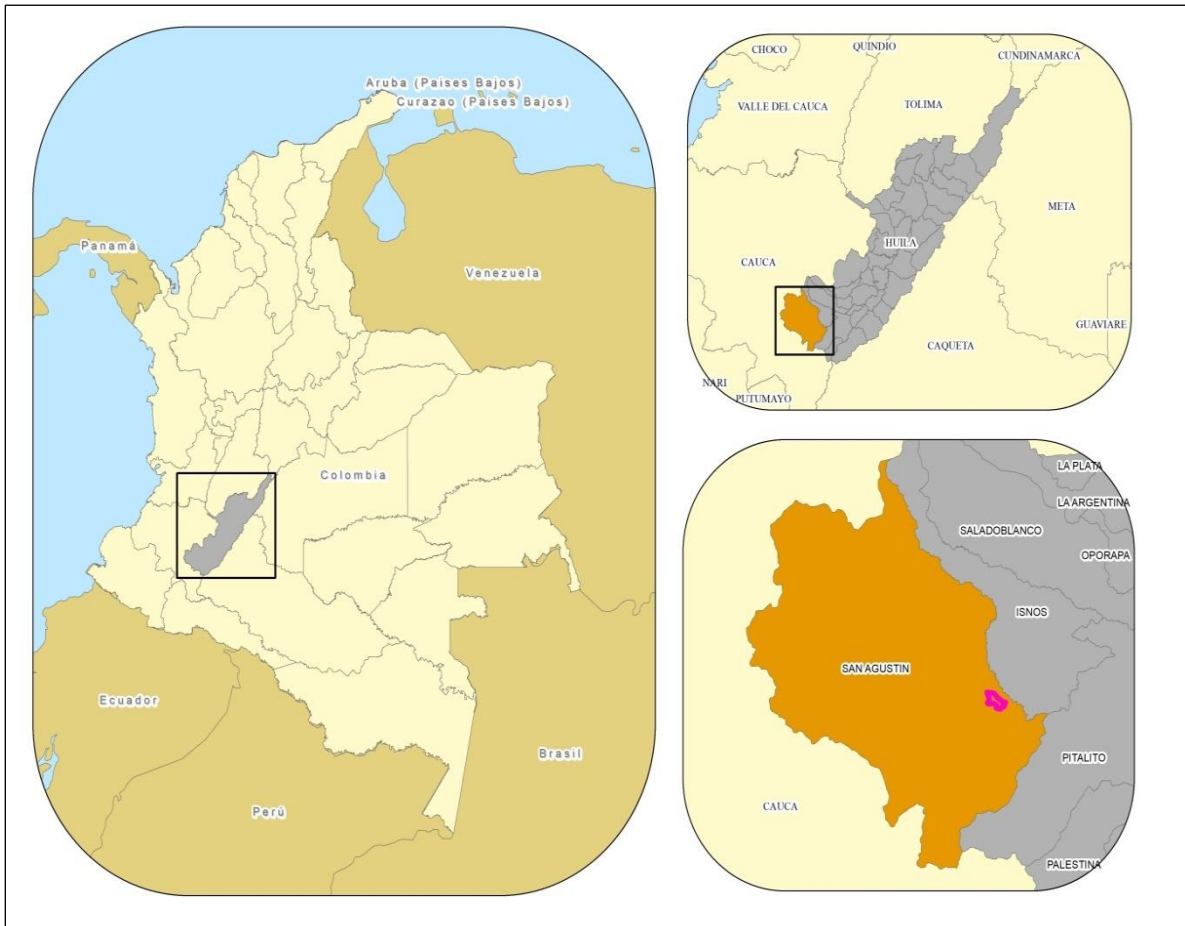 Aruba (Paises Bajos)
Curazao (Paises Bajos)
Panamá
Venezuela
Colombia
Ecuador
Brasil
Perú
CHOCO
QUINDIO
CUNDINAMARCA
VALLE DEL CAUCA
TOLIMA
META
HUILA
CAUCA
GUAVIARE
CAQUETA
NARI
PUTUMAYO
LA PLATA
LA ARGENTINA
SALADOBLANCO
OPORAPA
ISNOS
SAN AGUSTIN
PITALITO
CAUCA
PALESTINA